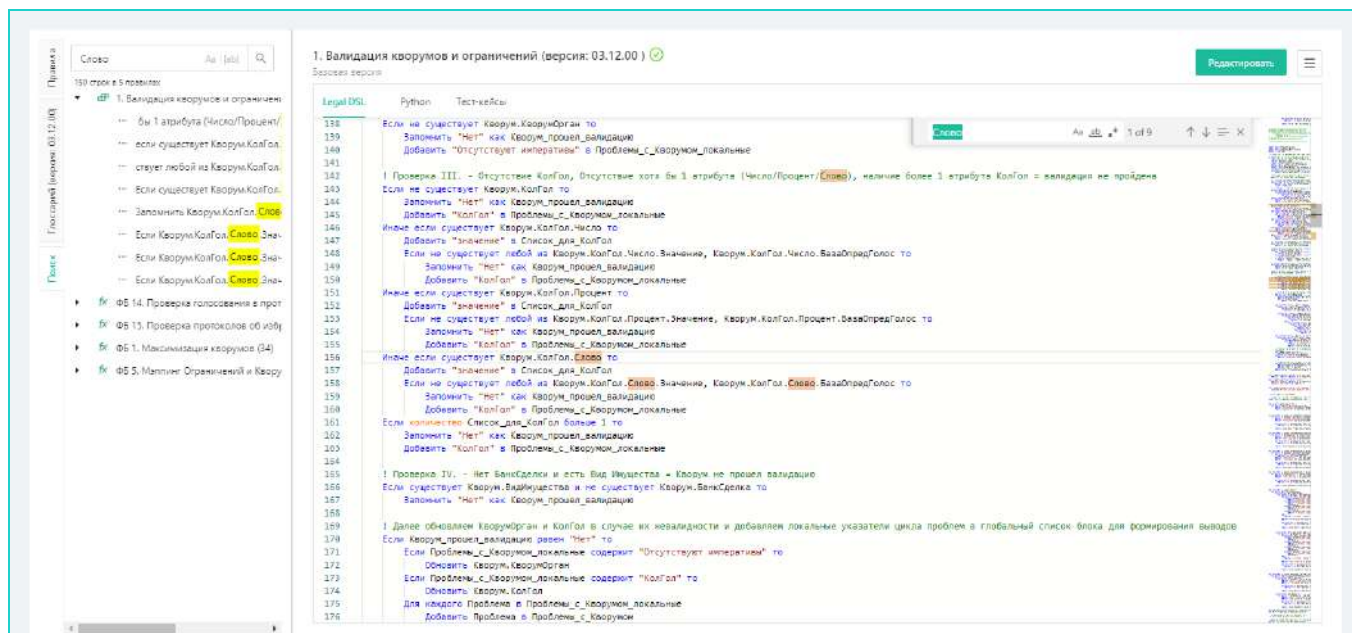 Правила
Глоссарий (версия: 03.12.00)
Поиск
Слово
150 строк в 5 правилах
1. Валидация кворумов и ограничени
бы 1 атрибута (Число/Процент/
если существует Кворум.КолГол.
ствует любой из Кворум.КолГол.
Если существует Кворум.КолГол.
Запомнить Кворум.КолГол.Слов
Если Кворум.КолГол.Слово.Знач
Если Кворум.КолГол.Слово.Знач
Если Кворум.КолГол.Слово.Знач
fx ФБ 14. Проверка голосования в прот
fx ФБ 15. Проверка протоколов об избр
fx ФБ 1. Максимизация кворумов (34)
fx ФБ 5. Мэппинг Ограничений и Квору
1. Валидация кворумов и ограничений (версия: 03.12.00 )
Базовая версия
Редактировать
Legal DSL Python Тест-кейсы
Слово 1 of 9
138 Если не существует Кворум.КворумОрган то
139 Запомнить "Нет" как Кворум_прошел_валидацию
140 Добавить "Отсутствуют императивы" в Проблемы_с_Кворумом_локальные
141
142 ! Проверка III. - Отсутствие КолГол, Отсутствие хотя бы 1 атрибута (Число/Процент/Слово), наличие более 1 атрибута КолГол = валидация не пройдена
143 Если не существует Кворум.КолГол то
144 Запомнить "Нет" как Кворум_прошел_валидацию
145 Добавить "КолГол" в Проблемы_с_Кворумом_локальные
146 Иначе если существует Кворум.КолГол.Число то
147 Добавить "значение" в Список_для_КолГол
148 Если не существует любой из Кворум.КолГол.Число.Значение, Кворум.КолГол.Число.БазаОпредГолос то
149 Запомнить "Нет" как Кворум_прошел_валидацию
150 Добавить "КолГол" в Проблемы_с_Кворумом_локальные
151 Иначе если существует Кворум.КолГол.Процент то
152 Добавить "значение" в Список_для_КолГол
153 Если не существует любой из Кворум.КолГол.Процент.Значение, Кворум.КолГол.Процент.БазаОпредГолос то
154 Запомнить "Нет" как Кворум_прошел_валидацию
155 Добавить "КолГол" в Проблемы_с_Кворумом_локальные
156 Иначе если существует Кворум.КолГол.Слово то
157 Добавить "значение" в Список_для_КолГол
158 Если не существует любой из Кворум.КолГол.Слово.Значение, Кворум.КолГол.Слово.БазаОпредГолос то
159 Запомнить "Нет" как Кворум_прошел_валидацию
160 Добавить "КолГол" в Проблемы_с_Кворумом_локальные
161 Если количество Список_для_КолГол больше 1 то
162 Запомнить "Нет" как Кворум_прошел_валидацию
163 Добавить "КолГол" в Проблемы_с_Кворумом_локальные
164
165 ! Проверка IV. - Нет БанкСделки и есть Вид Имущества = Кворум не прошел валидацию
166 Если существует Кворум.ВидИмущества и не существует Кворум.БанкСделка то
167 Запомнить "Нет" как Кворум_прошел_валидацию
168
169 ! Далее обновляем КворумОрган и КолГол в случае их невалидности и добавляем локальные указатели цикла проблем в глобальный список блока для формирования выводов
170 Если Кворум_прошел_валидацию равен "Нет" то
171 Если Проблемы_с_Кворумом_локальные содержит "Отсутствуют императивы" то
172 Обновить Кворум.КворумОрган
173 Если Проблемы_с_Кворумом_локальные содержит "КолГол" то
174 Обновить Кворум.КолГол
175 Для каждого Проблема в Проблемы_с_Кворумом_локальные
176 Добавить Проблема в Проблемы_с_Кворумом